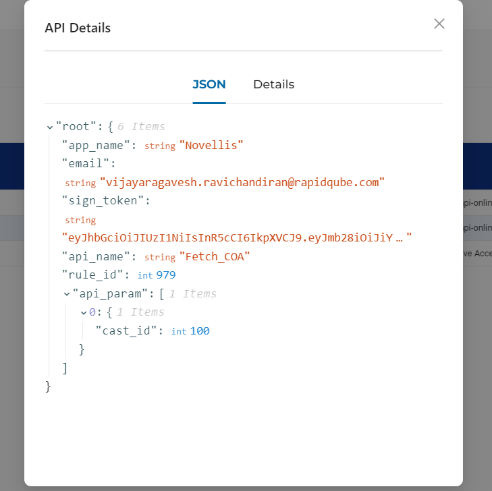 API Details
JSON Details
"root": { 6 Items
"app_name": string "Novellis"
"email":
string "vijayaragavesh.ravichandiran@rapidqube.com"
"sign_token":
string
"eyJhbGciOiJIUzI1NiIsInR5cCI6IkpXVCJ9.eyJmb28iOiJiY … "
"api_name": string "Fetch_COA"
"rule_id": int 979
"api_param": [ 1 Items
0: { 1 Items
"cast_id": int 100
}
]
}
pi-onlin
pi-onlin
ve Acce